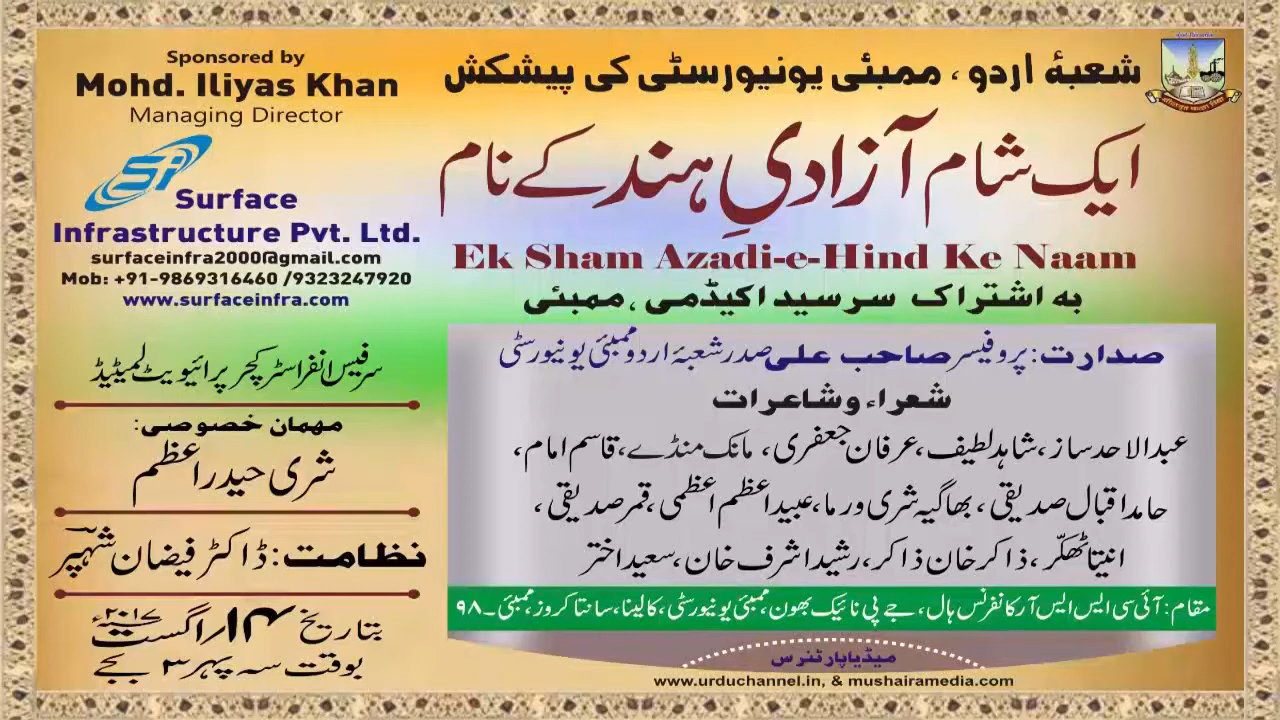 Sponsored by
Mohd. Iliyas Khan
Managing Director
Si
Surface
Infrastructure Pvt. Ltd.
surfaceinfra2000@gmail.com
Mob: +91-9869316460 /9323247920
www.surfaceinfra.com
سرفیس انفراسٹرکچر پرائیویٹ لمیٹیڈ
مہمان خصوصی:
شری حیدر اعظم
نظامت: ڈاکٹر فیضان شہپر
بتاریخ ۱۴/اگست ۲۰۱۷ء
بوقت سہ پہر ۳ بجے
شعبۂ اردو، ممبئی یونیورسٹی کی پیشکش
ایک شام آزادیِ ہند کے نام
Ek Sham Azadi-e-Hind Ke Naam
بہ اشتراک سرسید اکیڈمی، ممبئی
صدارت: پروفیسر صاحب علی صدر شعبۂ اردو ممبئی یونیورسٹی
شعراء و شاعرات
عبدالاحد ساز، شاہد لطیف، عرفان جعفری، مانک منڈے، قاسم امام،
حامد اقبال صدیقی، بھاگیہ شری ورما، عبید اعظم اعظمی، قمر صدیقی،
انیتا ٹھکّر، ذاکر خان ذاکر، رشید اشرف خان، سعید اختر
مقام: آئی سی ایس ایس آر کانفرنس ہال، جے پی نائیک بھون، ممبئی یونیورسٹی، کالینا، سانتا کروز، ممبئی۔۹۸
میڈیا پارٹنرس
www.urduchannel.in, & mushairamedia.com